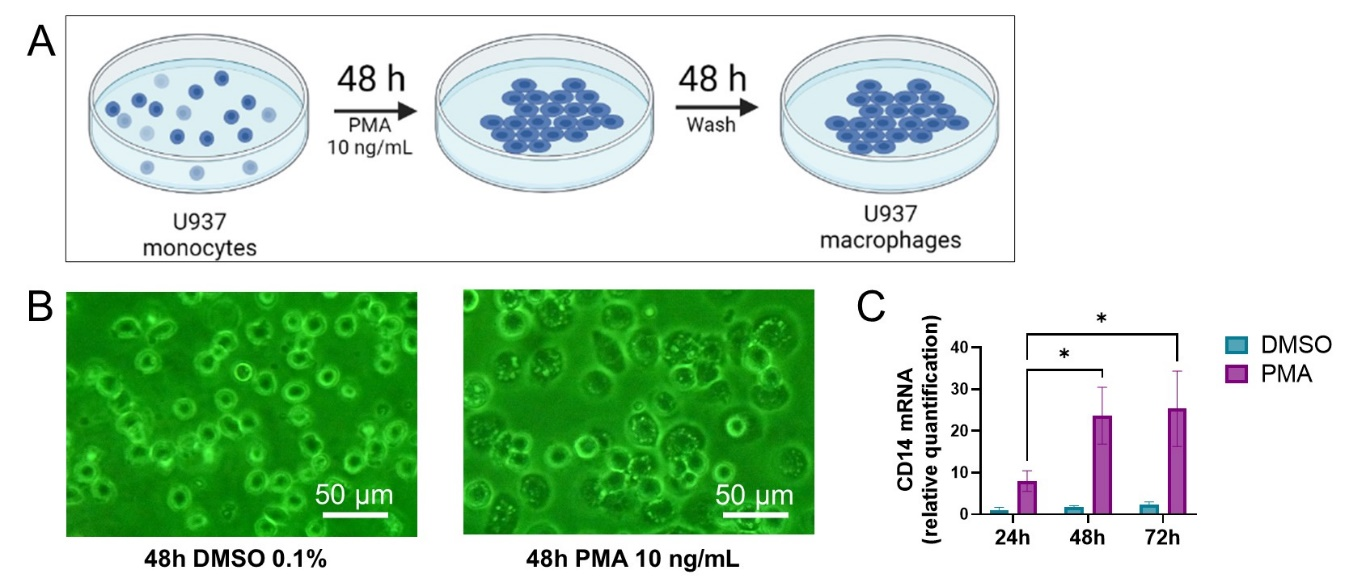 A
48 h
PMA
10 ng/mL
48 h
Wash
U937
monocytes
U937
macrophages
B
50 µm
50 µm
48h DMSO 0.1%
48h PMA 10 ng/mL
C
CD14 mRNA
(relative quantification)
40
30
20
10
0
*
*
24h
48h
72h
DMSO
PMA